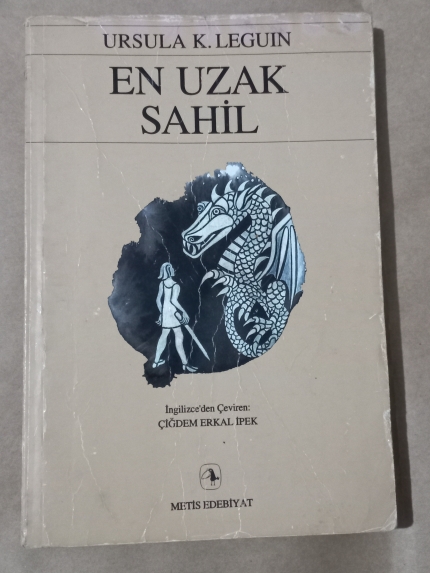 URSULA K. LEGUIN
EN UZAK
SAHİL
İngilizce'den Çeviren:
ÇİĞDEM ERKAL İPEK
METİS EDEBİYAT